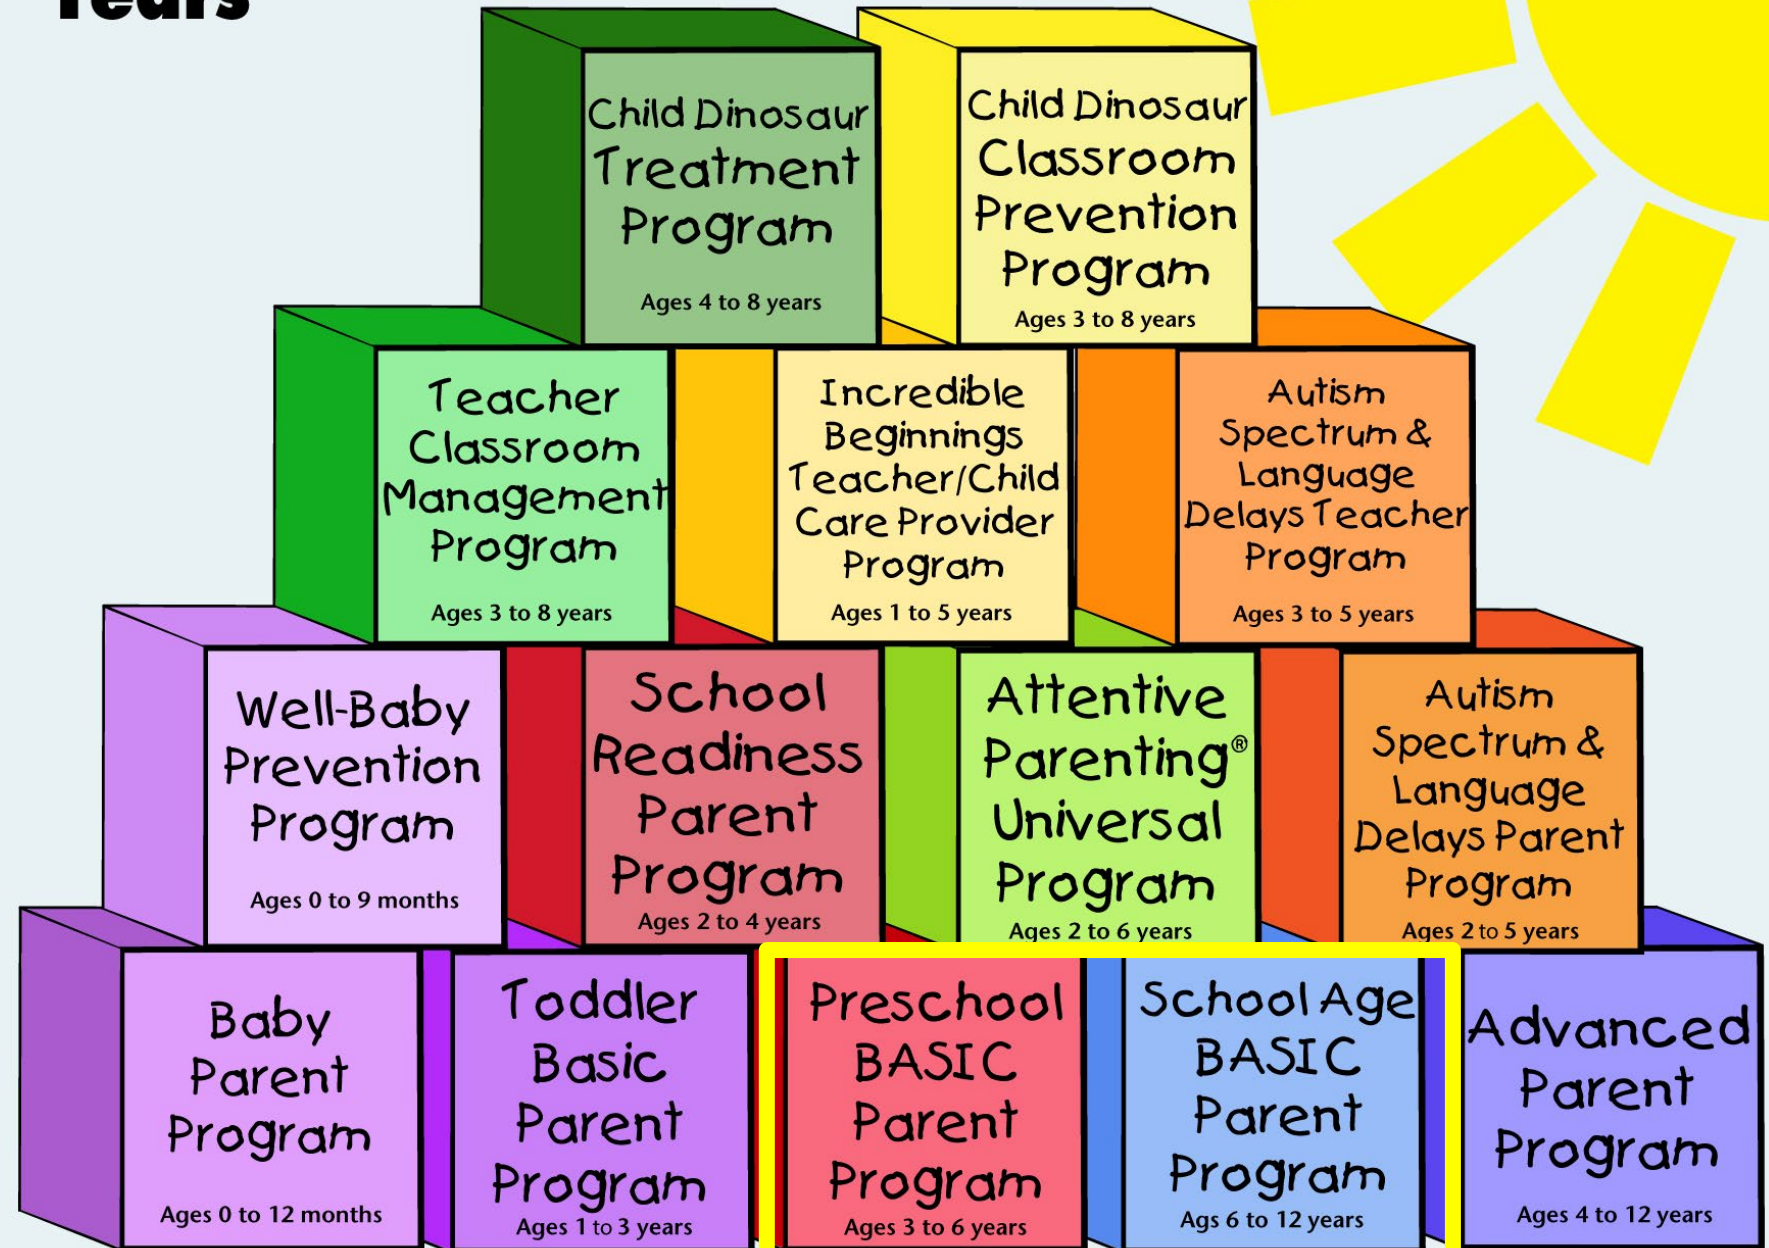 Years
Child Dinosaur
Treatment
Program
Ages 4 to 8 years
Child Dinosaur
Classroom
Prevention
Program
Ages 3 to 8 years
Teacher
Classroom
Management
Program
Ages 3 to 8 years
Incredible
Beginnings
Teacher/Child
Care Provider
Program
Ages 1 to 5 years
Autism
Spectrum &
Language
Delays Teacher
Program
Ages 3 to 5 years
Well-Baby
Prevention
Program
Ages 0 to 9 months
School
Readiness
Parent
Program
Ages 2 to 4 years
Attentive
Parenting®
Universal
Program
Ages 2 to 6 years
Autism
Spectrum &
Language
Delays Parent
Program
Ages 2 to 5 years
Baby
Parent
Program
Ages 0 to 12 months
Toddler
Basic
Parent
Program
Ages 1 to 3 years
Preschool
BASIC
Parent
Program
Ages 3 to 6 years
School Age
BASIC
Parent
Program
Ags 6 to 12 years
Advanced
Parent
Program
Ages 4 to 12 years